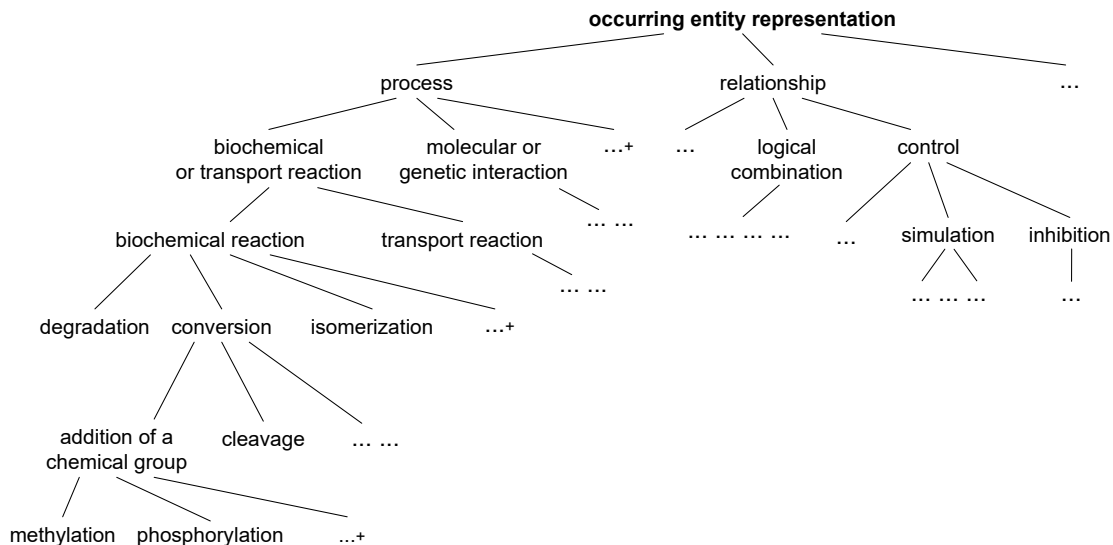 occurring entity representation
process relationship ...
biochemical molecular or ...+ ... logical control
or transport reaction genetic interaction combination
... ... ... ... ... ... ... simulation inhibition
biochemical reaction transport reaction
... ... ... ... ... ...
degradation conversion isomerization ...+
addition of a cleavage ... ...
chemical group
methylation phosphorylation ...+